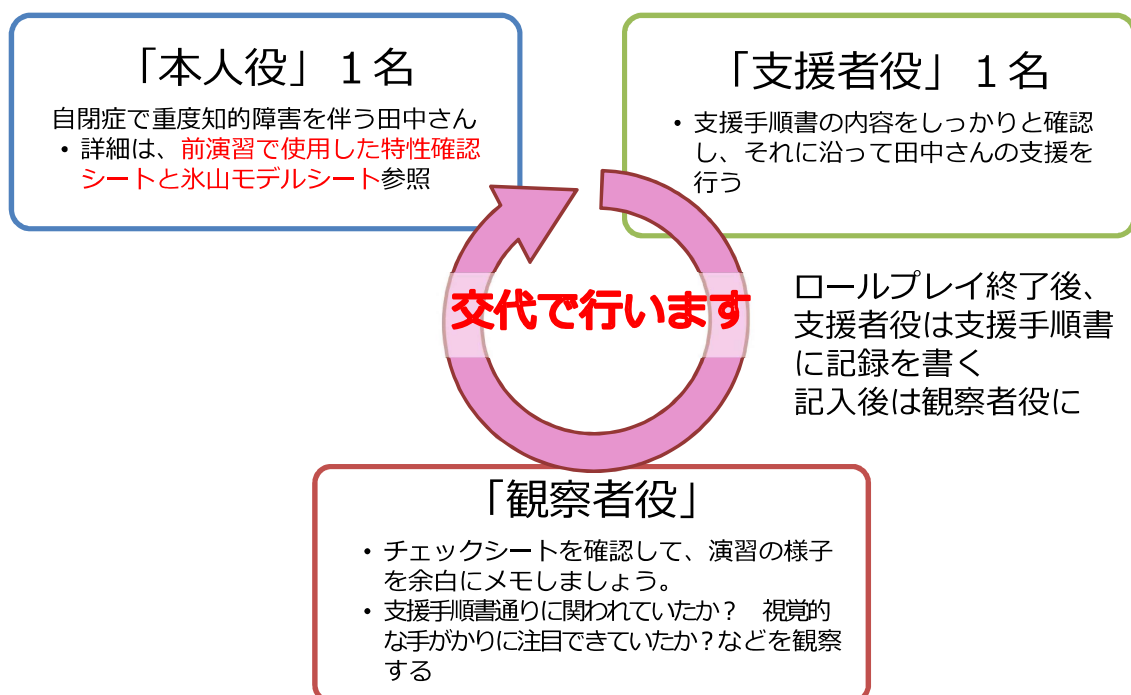 「本人役」１名
自閉症で重度知的障害を伴う田中さん
• 詳細は、前演習で使用した特性確認
シートと氷山モデルシート参照
「支援者役」１名
• 支援手順書の内容をしっかりと確認
し、それに沿って田中さんの支援を
行う
交代で行います
ロールプレイ終了後、
支援者役は支援手順書
に記録を書く
記入後は観察者役に
「観察者役」
• チェックシートを確認して、演習の様子
を余白にメモしましょう。
• 支援手順書通りに関われていたか？　視覚的
な手がかりに注目できていたか？などを観察
する